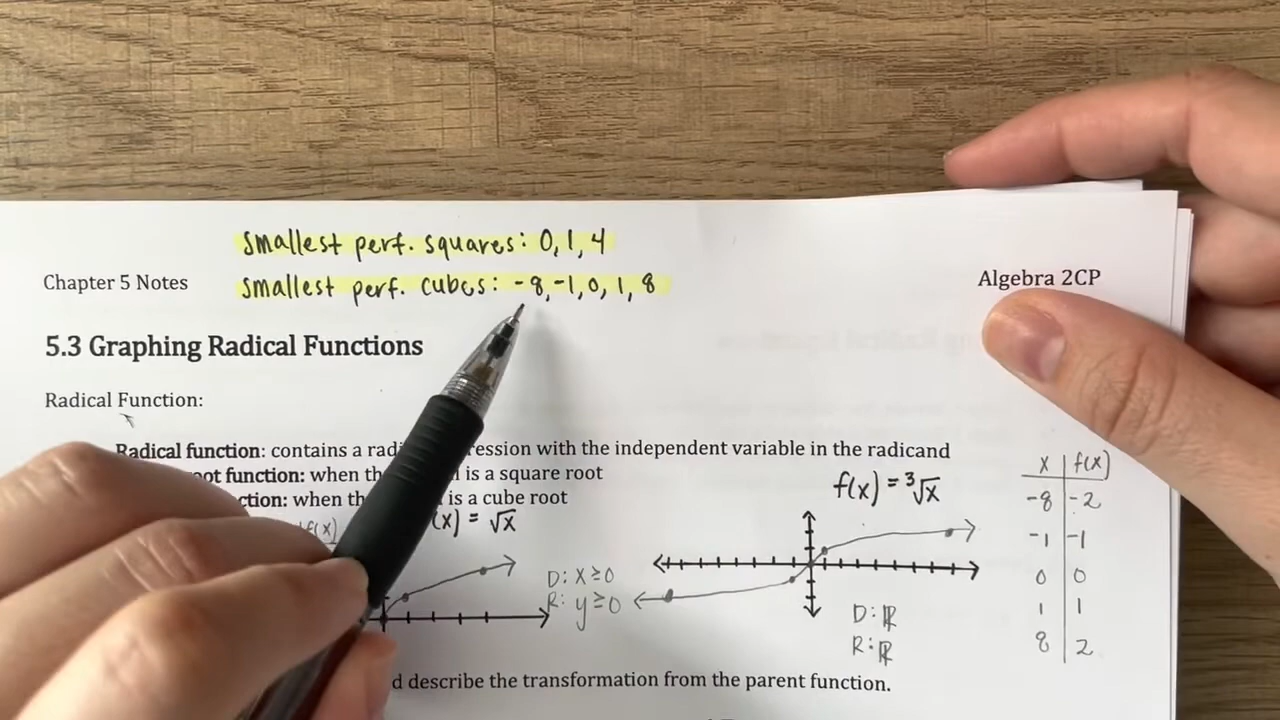 smallest perf. squares: 0, 1, 4
Chapter 5 Notes
smallest perf. cubes: -8, -1, 0, 1, 8
Algebra 2CP
5.3 Graphing Radical Functions
Radical Function:
Radical function: contains a radi ression with the independent variable in the radicand
ot function: when th is a square root
ction: when th is a cube root
f(x)
(x) = √x
D: x≥0
R: y≥0
f(x) = ³√x
D: ℝ
R: ℝ
x | f(x)
-8 | -2
-1 | -1
0 | 0
1 | 1
8 | 2
d describe the transformation from the parent function.